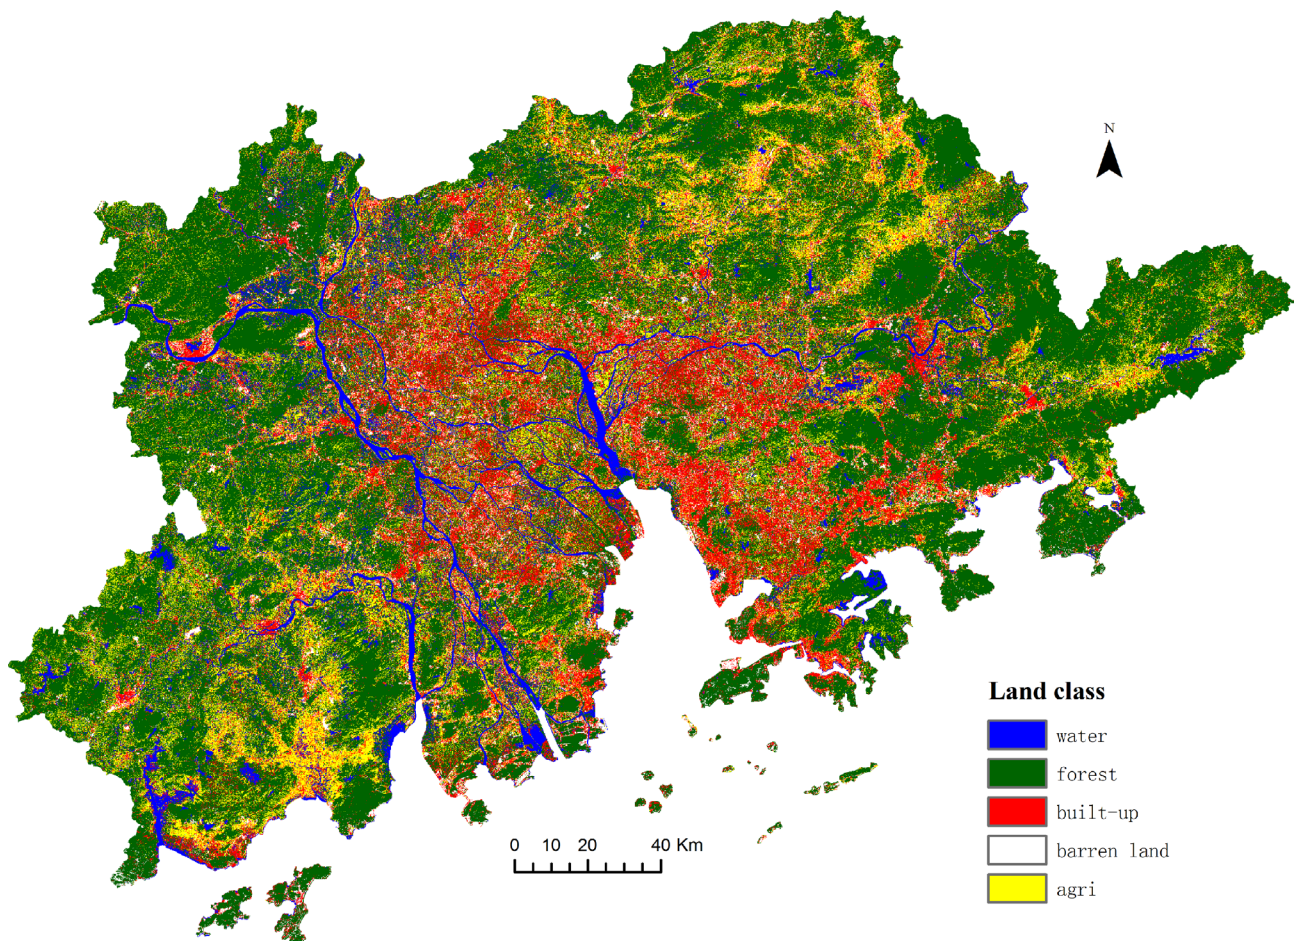 N
Land class
water
forest
built-up
barren land
agri
0 10 20 40 Km